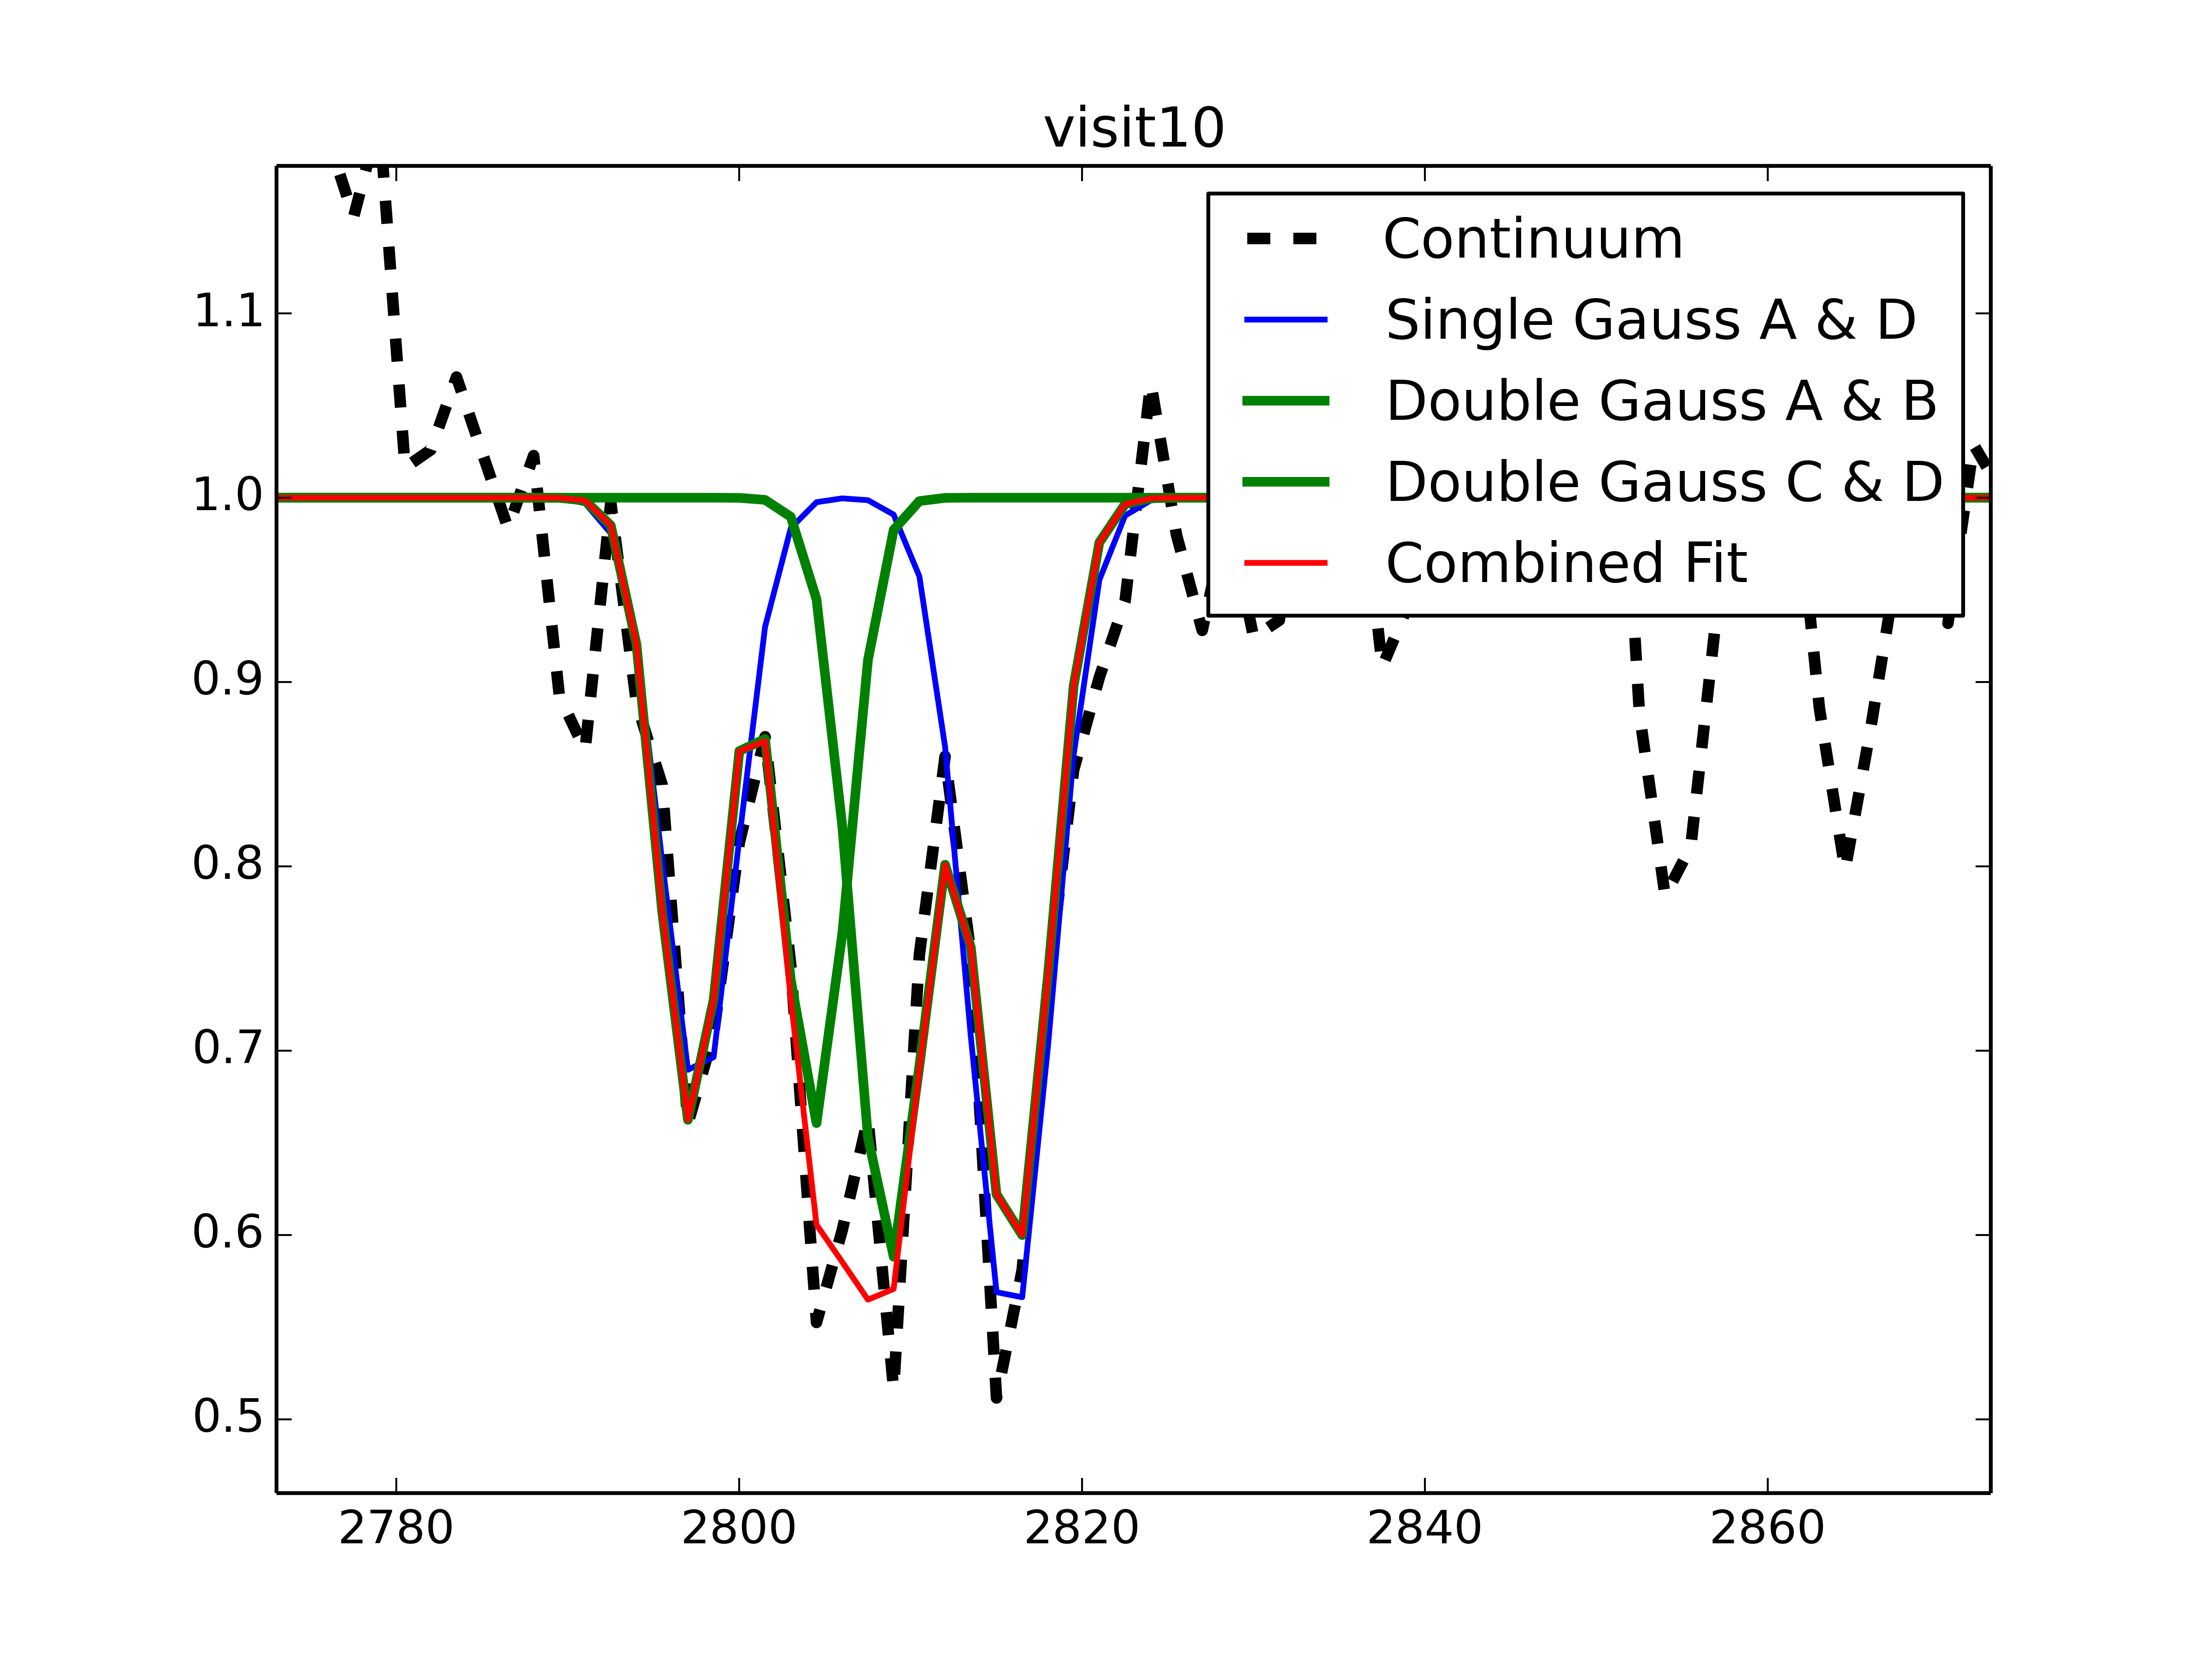 visit10
Continuum
Single Gauss A & D
Double Gauss A & B
Double Gauss C & D
Combined Fit
1.1
1.0
0.9
0.8
0.7
0.6
0.5
2780 2800 2820 2840 2860